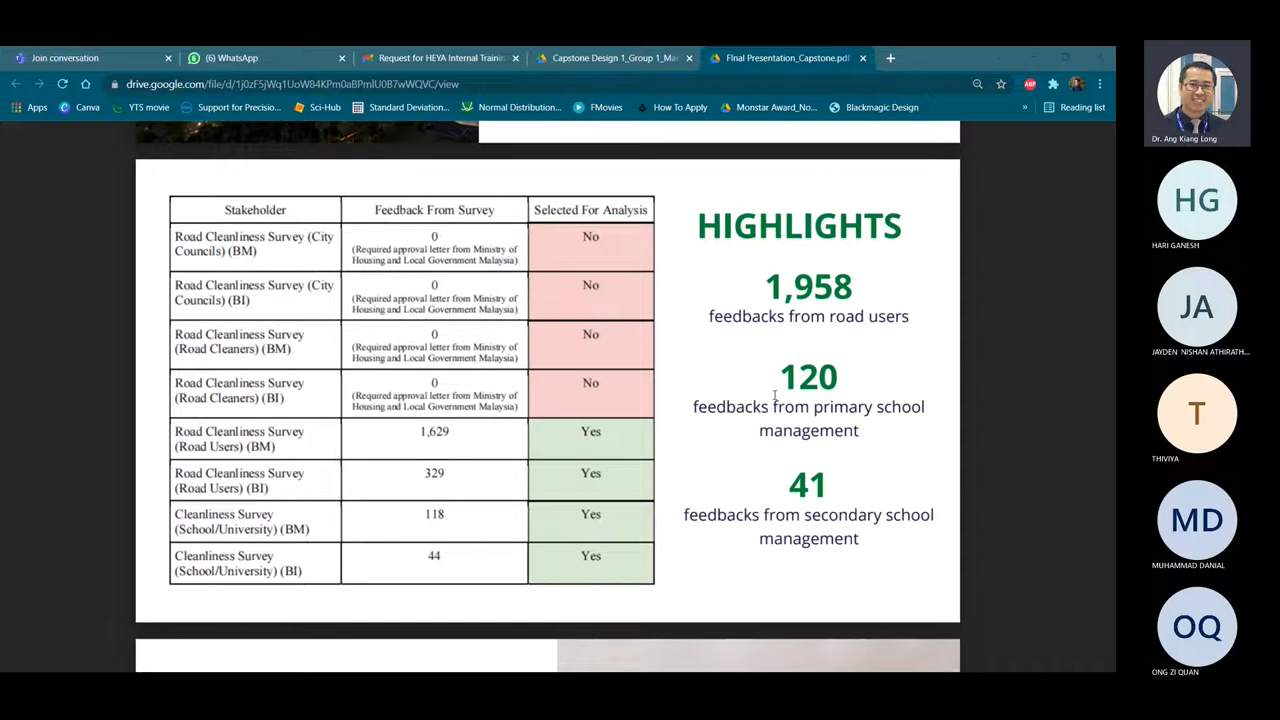 Join conversation
(6) WhatsApp
Request for HEYA Internal Trainin
Capstone Design 1_Group 1_Ma
FInal Presentation_Capstone.pdf
drive.google.com/file/d/1j0zF5jWq1UoW84KPm0aBPmlU0B7wWQVC/view
Apps
Canva
YTS movie
Support for Precisio...
Sci-Hub
Standard Deviation...
Normal Distribution...
FMovies
How To Apply
Monstar Award_No...
Blackmagic Design
»
Reading list
Stakeholder
Feedback From Survey
Selected For Analysis
Road Cleanliness Survey (City
Councils) (BM)
0
(Required approval letter from Ministry of
Housing and Local Government Malaysia)
No
Road Cleanliness Survey (City
Councils) (BI)
0
(Required approval letter from Ministry of
Housing and Local Government Malaysia)
No
Road Cleanliness Survey
(Road Cleaners) (BM)
0
(Required approval letter from Ministry of
Housing and Local Government Malaysia)
No
Road Cleanliness Survey
(Road Cleaners) (BI)
0
(Required approval letter from Ministry of
Housing and Local Government Malaysia)
No
Road Cleanliness Survey
(Road Users) (BM)
1,629
Yes
Road Cleanliness Survey
(Road Users) (BI)
329
Yes
Cleanliness Survey
(School/University) (BM)
118
Yes
Cleanliness Survey
(School/University) (BI)
44
Yes
HIGHLIGHTS
1,958
feedbacks from road users
120
feedbacks from primary school
management
41
feedbacks from secondary school
management
Dr. Ang Kiang Long
HG
HARI GANESH
JA
JAYDEN NISHAN ATHIRATH...
T
THIVIYA
MD
MUHAMMAD DANIAL
OQ
ONG ZI QUAN